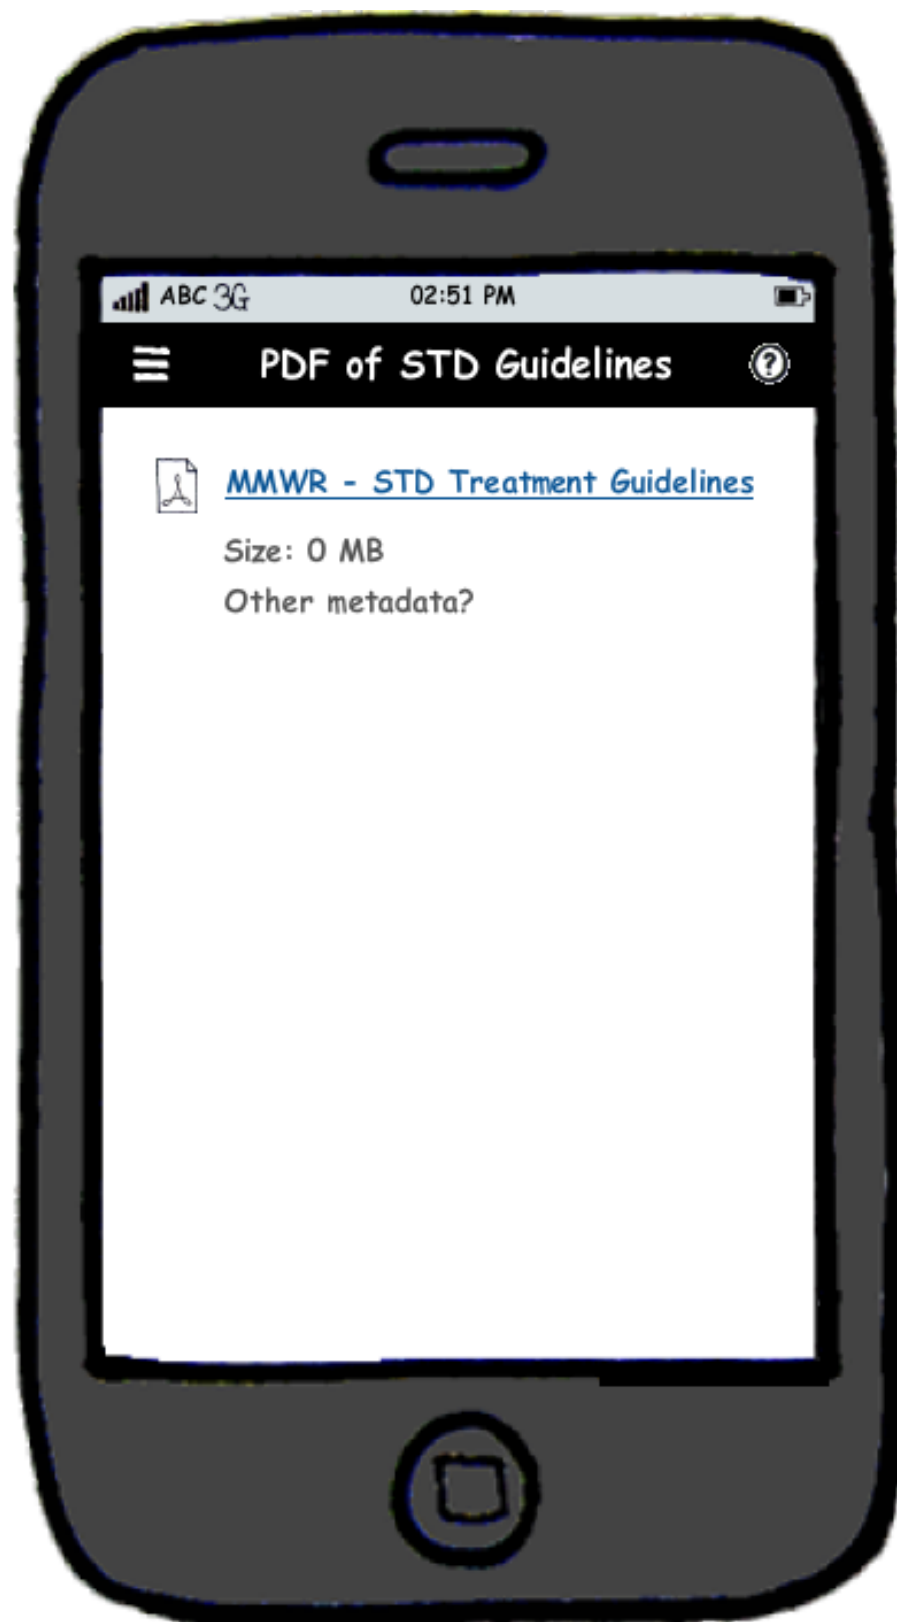 ABC 3G 02:51 PM
PDF of STD Guidelines ?
MMWR - STD Treatment Guidelines
Size: 0 MB
Other metadata?